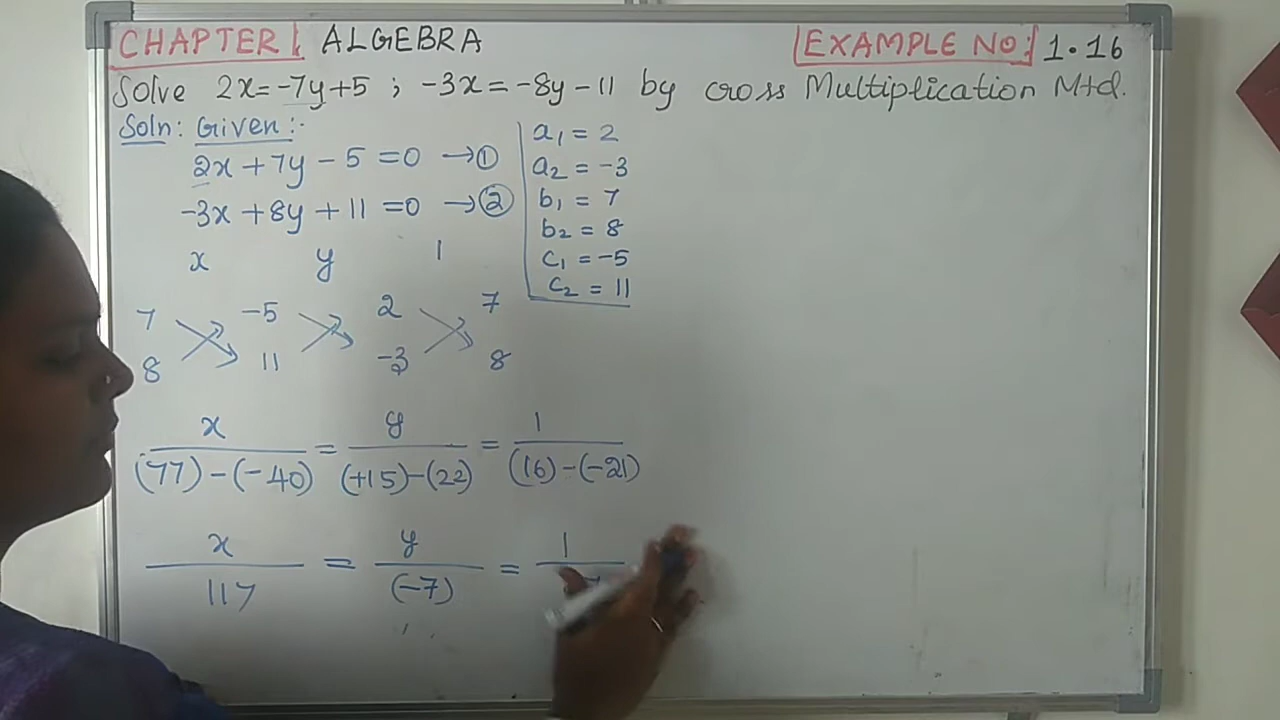 CHAPTER 1. ALGEBRA
EXAMPLE NO: 1.16
Solve 2x = -7y + 5 ; -3x = -8y - 11 by cross Multiplication Mtd.
Soln: Given:-
2x + 7y - 5 = 0 → ①
-3x + 8y + 11 = 0 → ②
a₁ = 2
a₂ = -3
b₁ = 7
b₂ = 8
c₁ = -5
c₂ = 11
x y 1
7 -5 2 7
8 11 -3 8
x y 1
= =
(77)-(-40) (+15)-(22) (16)-(-21)
x y 1
= =
117 (-7)